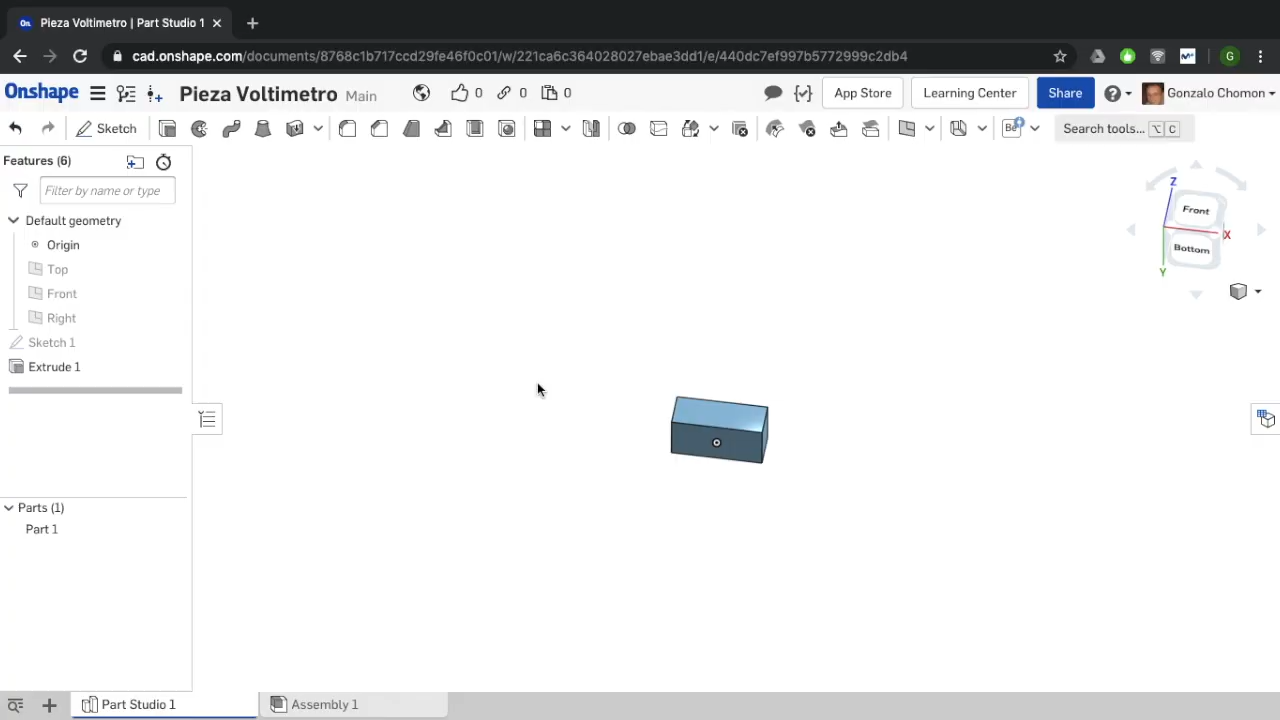 On Pieza Voltimetro | Part Studio 1
cad.onshape.com/documents/8768c1b717ccd29fe46f0c01/w/221ca6c364028027ebae3dd1/e/440dc7ef997b5772999c2db4
G
Onshape Pieza Voltimetro Main 0 0 0 App Store Learning Center Share Gonzalo Chomon
Sketch Search tools... ⌥ C
Features (6)
Filter by name or type
Default geometry
Origin
Top
Front
Right
Sketch 1
Extrude 1
Parts (1)
Part 1
Z
Front
X
Bottom
Y
Part Studio 1 Assembly 1